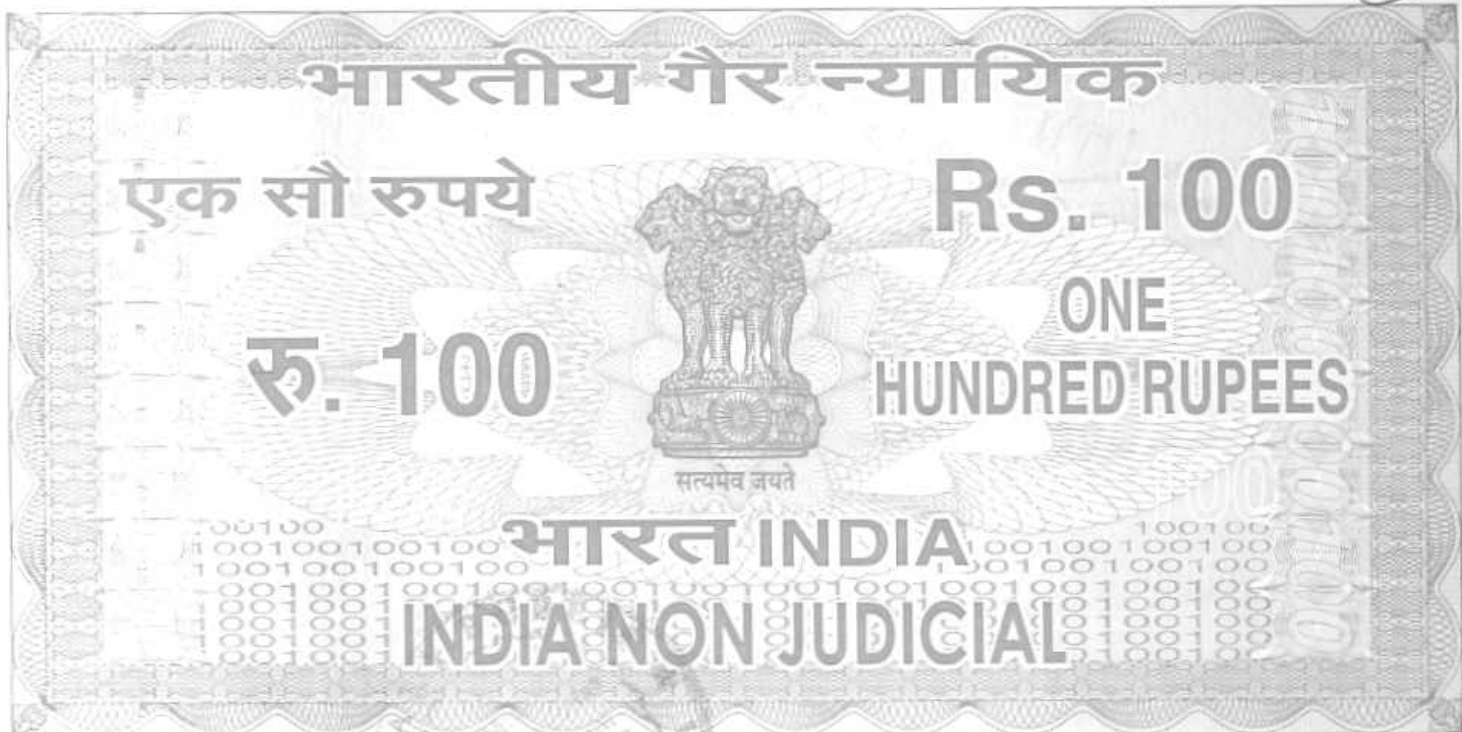 भारतीय गैर न्यायिक
एक सौ रुपये
Rs. 100
रु. 100
ONE
HUNDRED RUPEES
सत्यमेव जयते
भारत INDIA
INDIA NON JUDICIAL